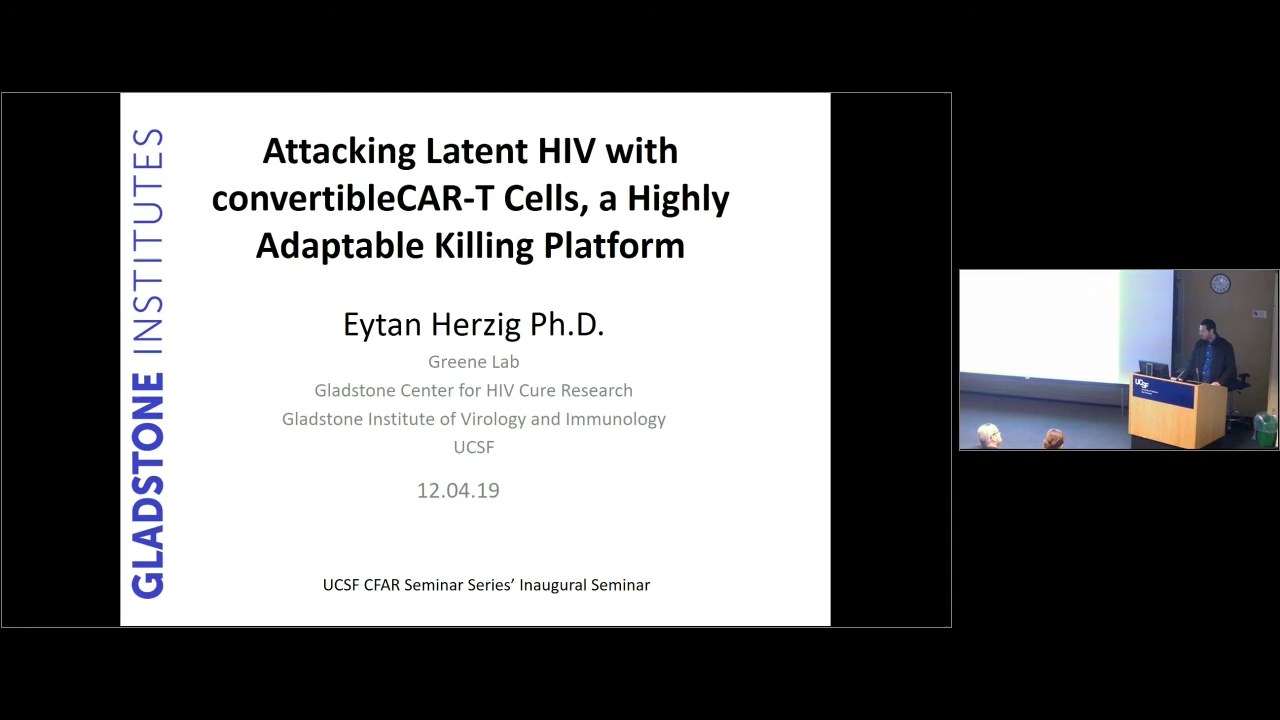 GLADSTONE INSTITUTES
Attacking Latent HIV with
convertibleCAR-T Cells, a Highly
Adaptable Killing Platform
Eytan Herzig Ph.D.
Greene Lab
Gladstone Center for HIV Cure Research
Gladstone Institute of Virology and Immunology
UCSF
12.04.19
UCSF CFAR Seminar Series’ Inaugural Seminar
UCSF